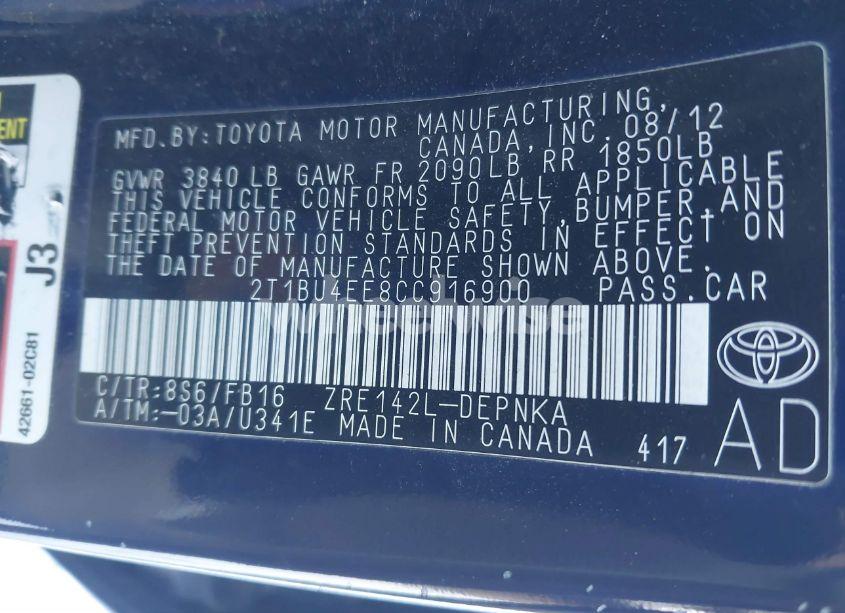 MFD.BY:TOYOTA MOTOR MANUFACTURING,
CANADA,INC. 08/12
GVWR 3840 LB GAWR FR 2090LB RR 1850LB
THIS VEHICLE CONFORMS TO ALL APPLICABLE
FEDERAL MOTOR VEHICLE SAFETY,BUMPER,AND
THEFT PREVENTION STANDARDS IN EFFECT ON
THE DATE OF MANUFACTURE SHOWN ABOVE.
2T1BU4EE8CC916900 PASS.CAR
wheelwise
C/TR:8S6/FB16 ZRE142L-DEPNKA
A/TM:-03A/U341E MADE IN CANADA 417
AD
J3
42661-02C81